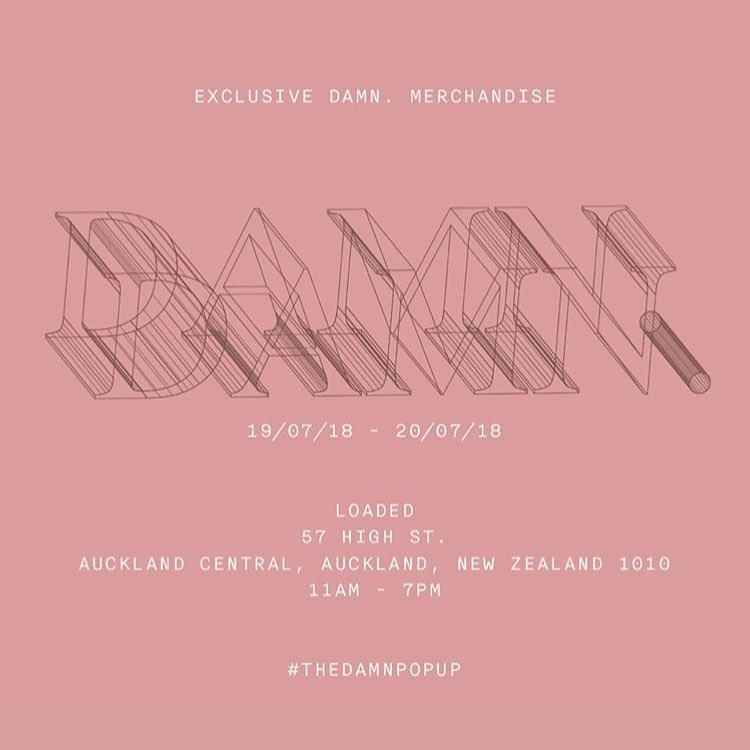 EXCLUSIVE DAMN. MERCHANDISE
DAMN.
19/07/18 - 20/07/18
LOADED
57 HIGH ST.
AUCKLAND CENTRAL, AUCKLAND, NEW ZEALAND 1010
11AM - 7PM
#THEDAMNPOPUP